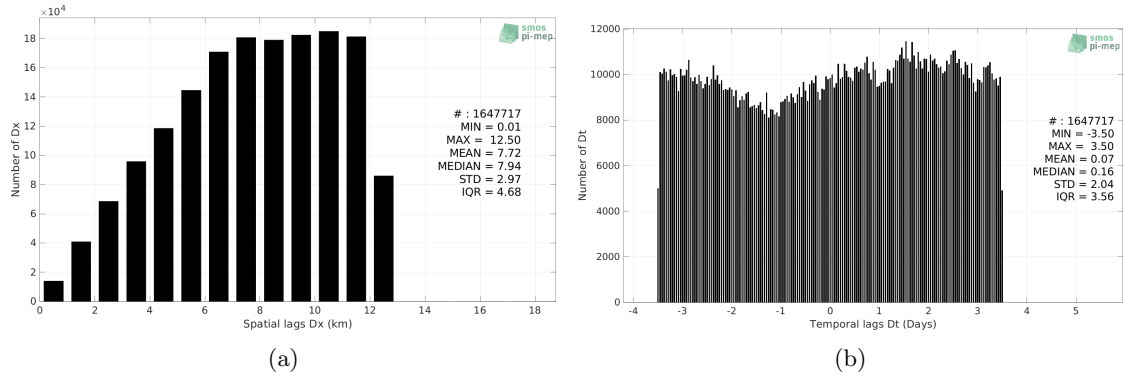 ×10⁴
18
16
14
12
10
8
6
4
2
0
Number of Dx
0 2 4 6 8 10 12 14 16 18
Spatial lags Dx (km)
smos
pi-mep
# : 1647717
MIN = 0.01
MAX = 12.50
MEAN = 7.72
MEDIAN = 7.94
STD = 2.97
IQR = 4.68
(a)
12000
10000
8000
6000
4000
2000
0
Number of Dt
-4 -3 -2 -1 0 1 2 3 4 5
Temporal lags Dt (Days)
smos
pi-mep
# : 1647717
MIN = -3.50
MAX = 3.50
MEAN = 0.07
MEDIAN = 0.16
STD = 2.04
IQR = 3.56
(b)